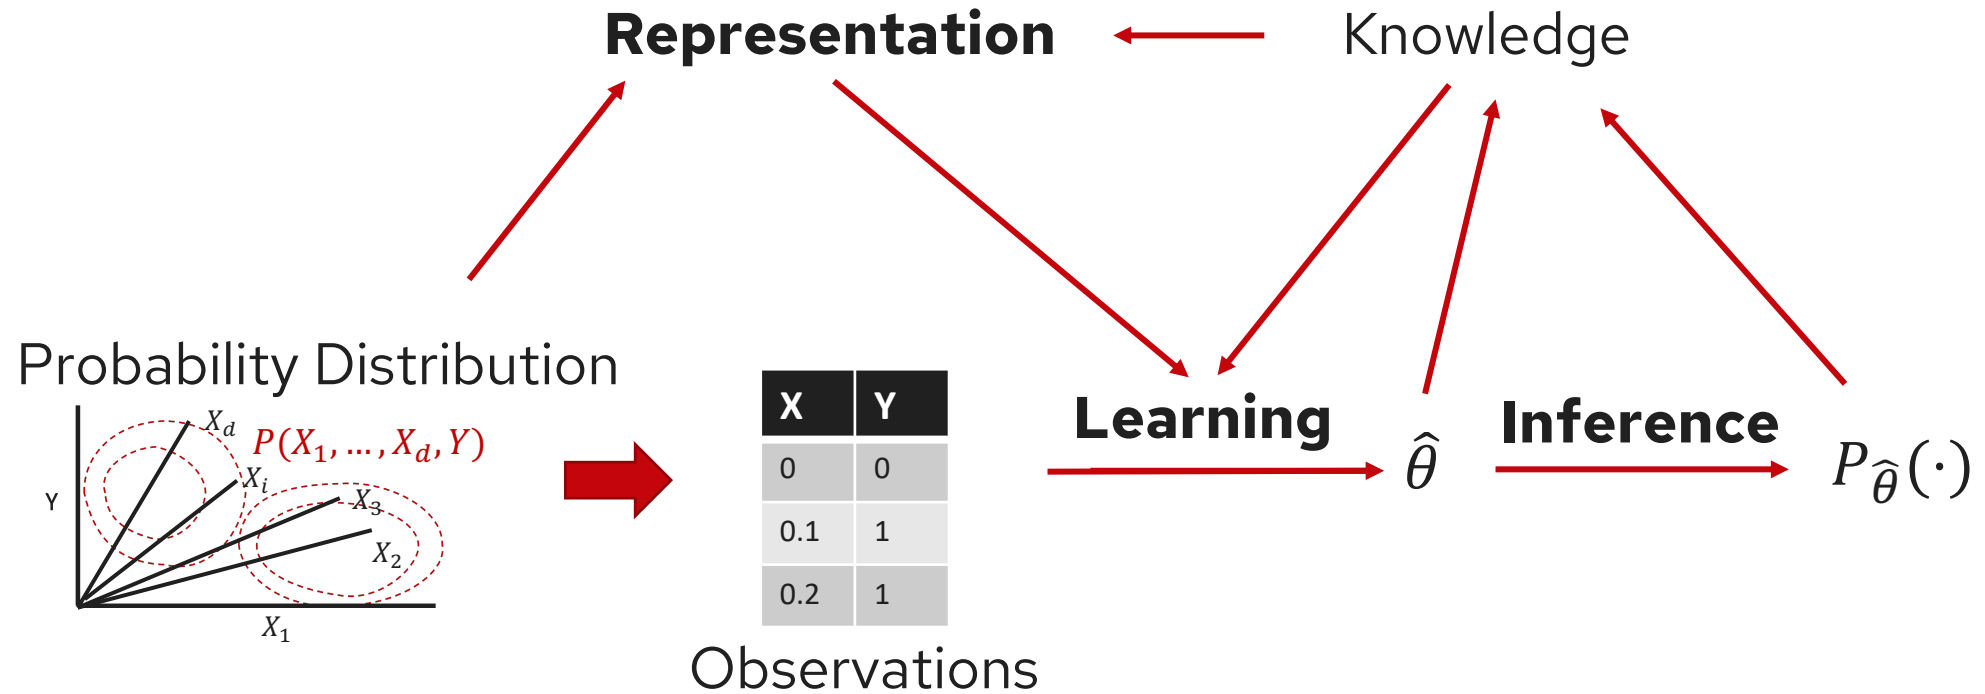 Representation
Knowledge
Probability Distribution
X_d
P(X_1, … , X_d, Y)
X_i
Y
X_3
X_2
X_1
X Y
0 0
0.1 1
0.2 1
Observations
Learning
θ̂
Inference
P_θ̂(·)